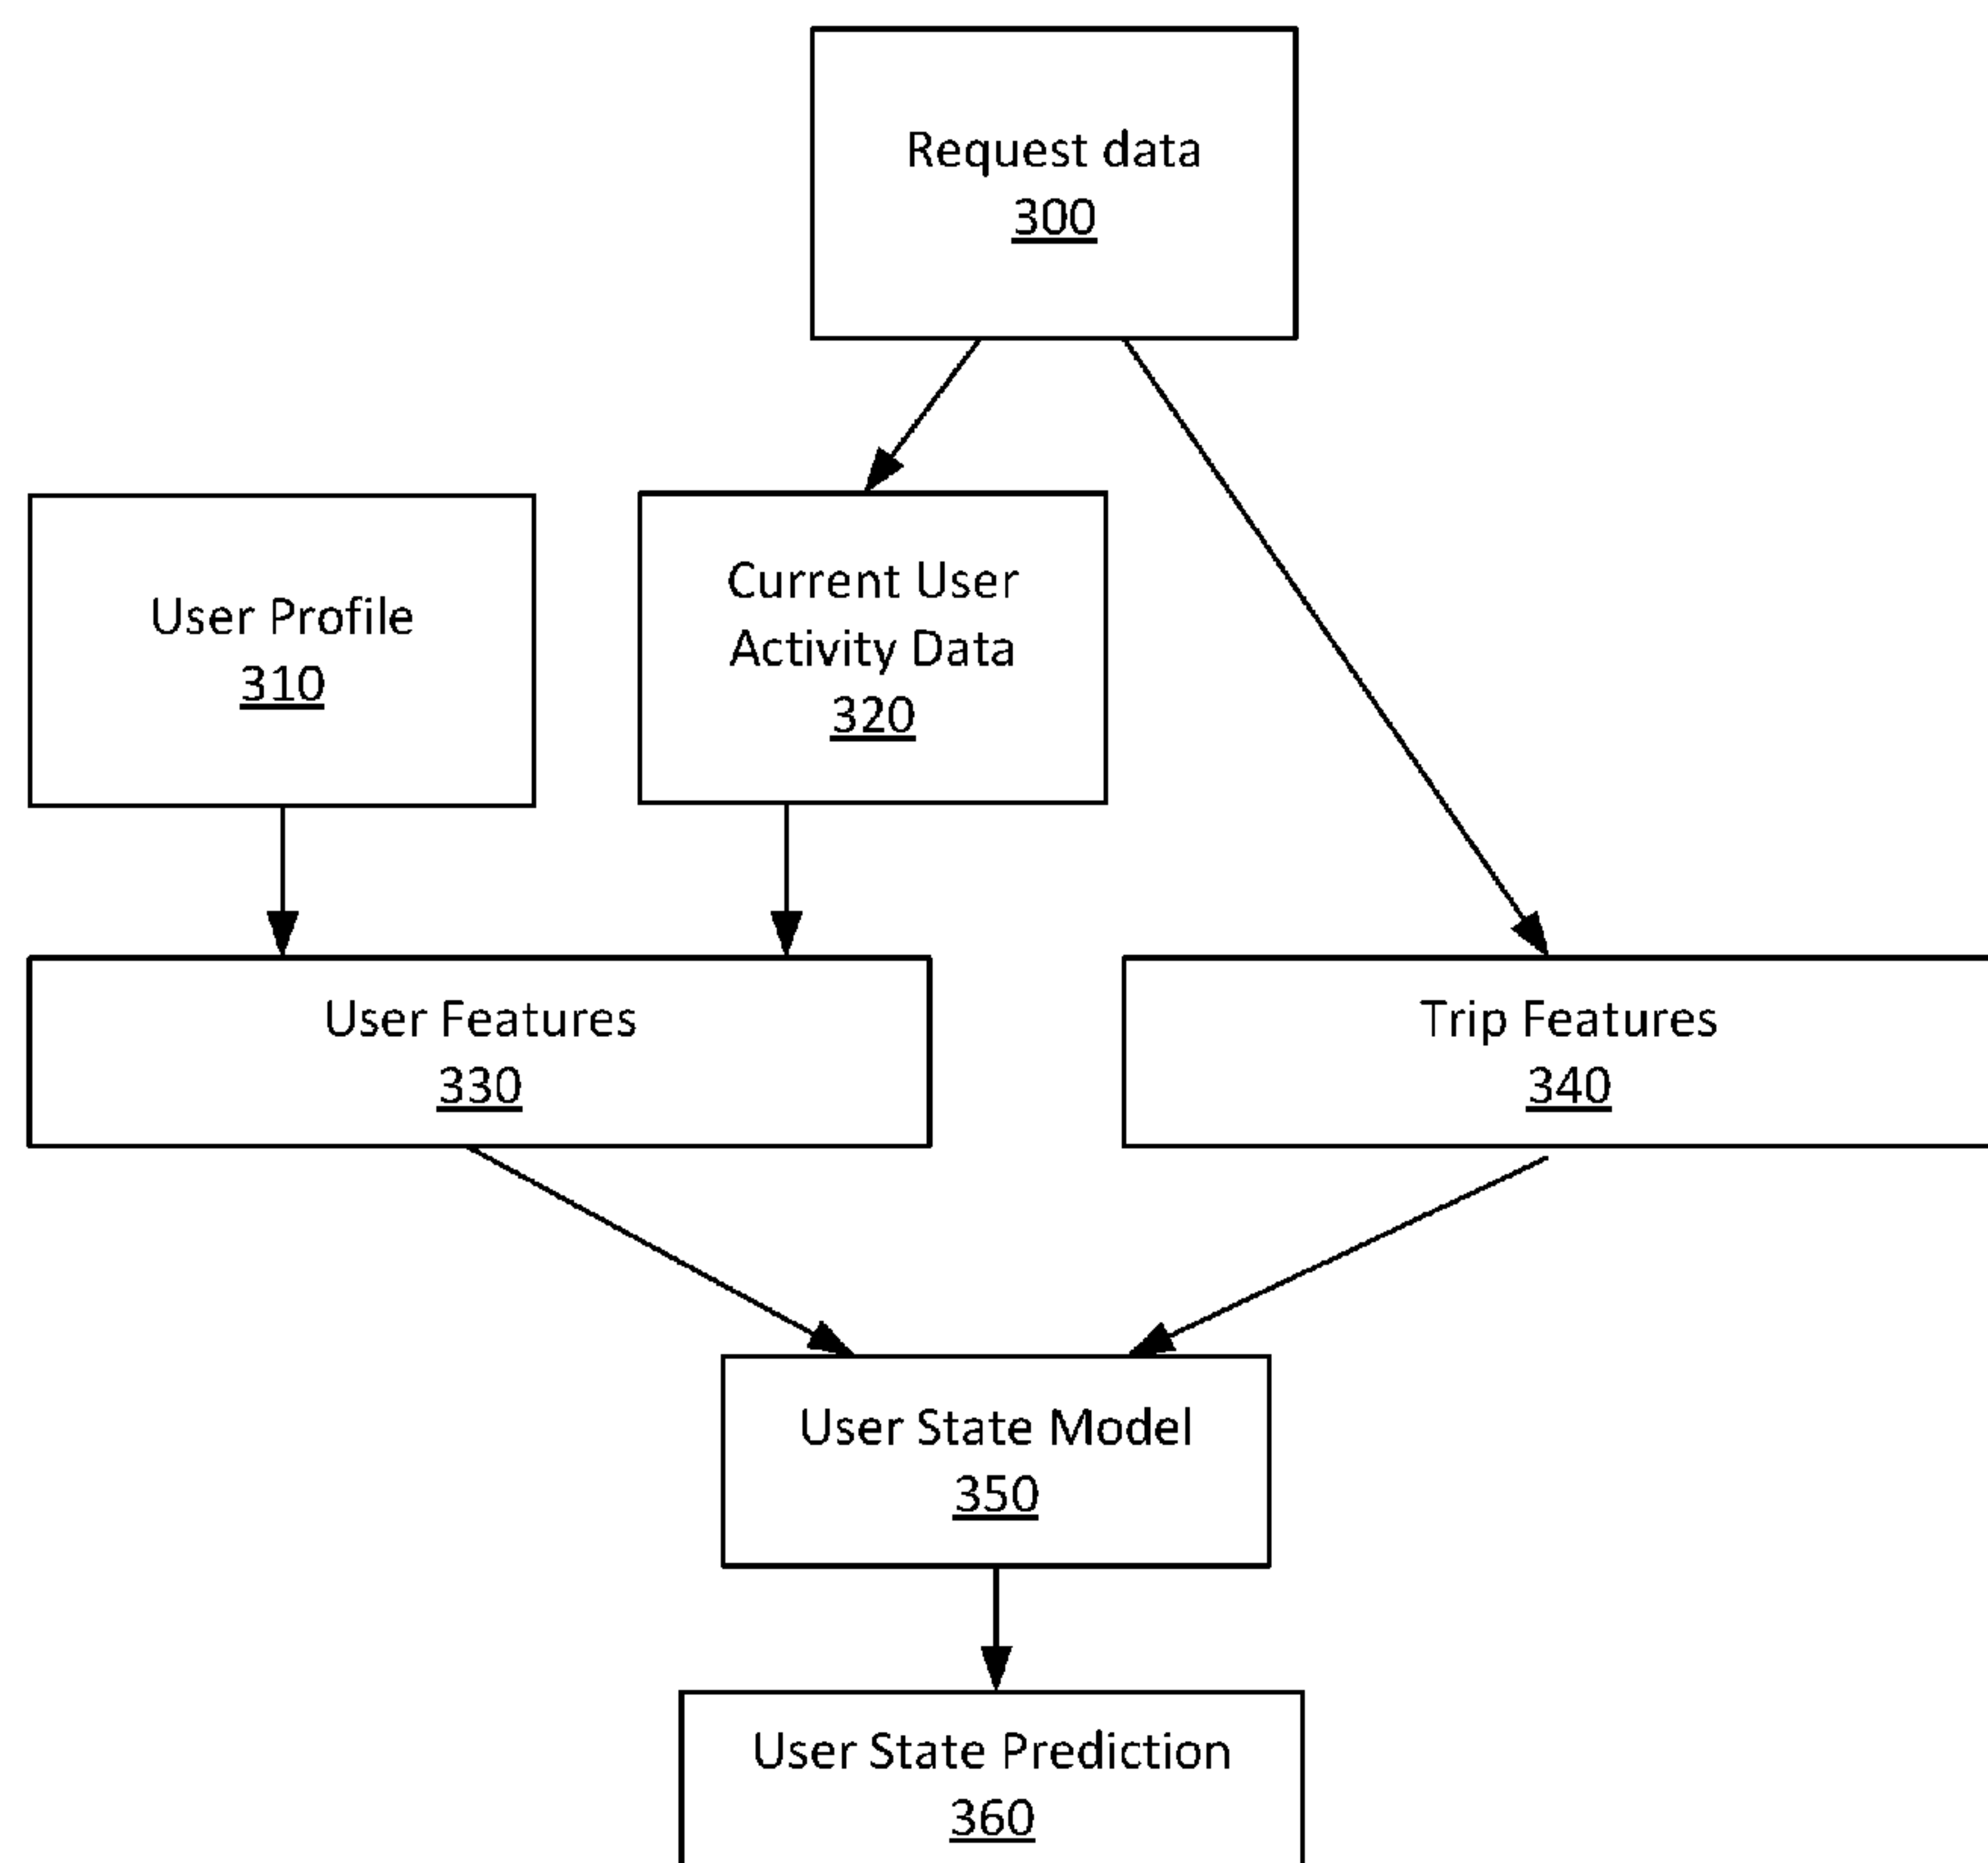 Request data
300
User Profile
310
Current User
Activity Data
320
User Features
330
Trip Features
340
User State Model
350
User State Prediction
360